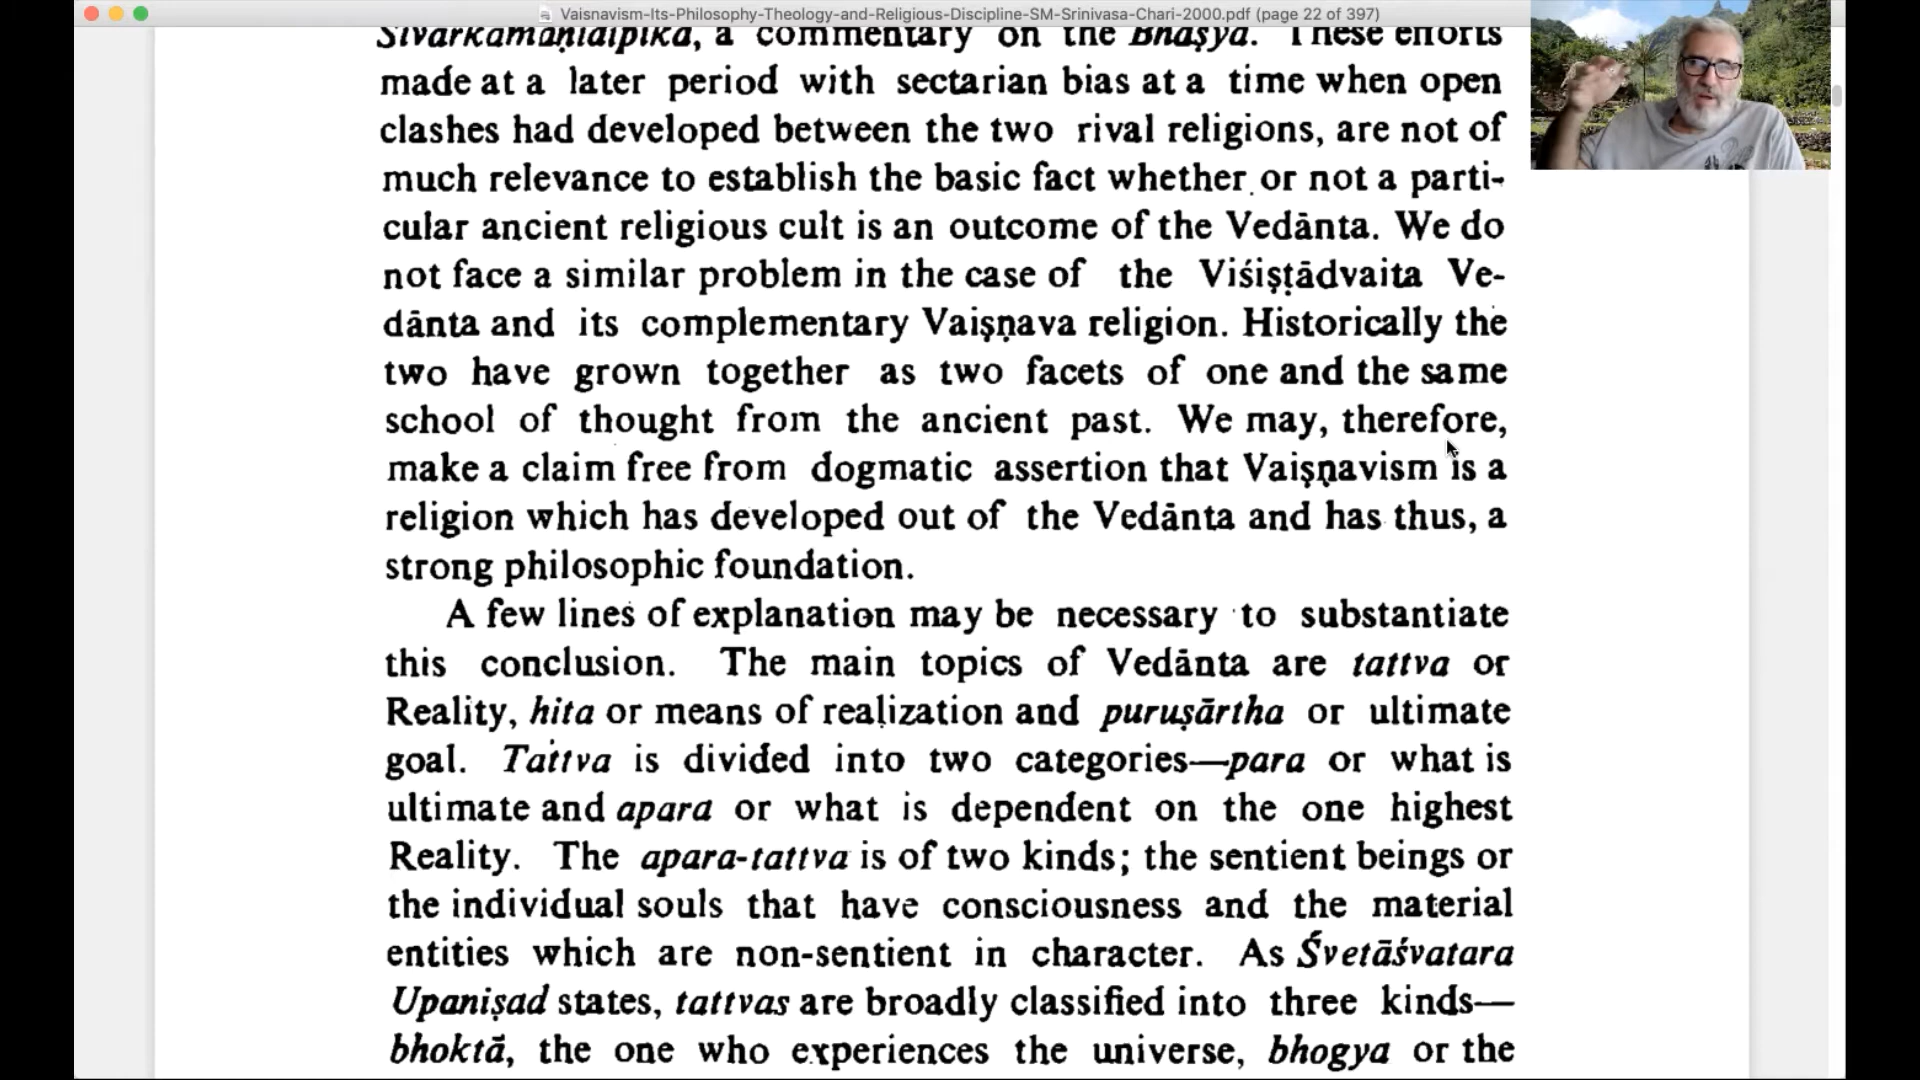 Vaisnavism-Its-Philosophy-Theology-and-Religious-Discipline-SM-Srinivasa-Chari-2000.pdf (page 22 of 397)
a commentary on the Bhāṣya. These efforts
made at a later period with sectarian bias at a time when open
clashes had developed between the two rival religions, are not of
much relevance to establish the basic fact whether or not a parti-
cular ancient religious cult is an outcome of the Vedānta. We do
not face a similar problem in the case of the Viśiṣṭādvaita Ve-
dānta and its complementary Vaiṣṇava religion. Historically the
two have grown together as two facets of one and the same
school of thought from the ancient past. We may, therefore,
make a claim free from dogmatic assertion that Vaiṣṇavism is a
religion which has developed out of the Vedānta and has thus, a
strong philosophic foundation.
A few lines of explanation may be necessary to substantiate
this conclusion. The main topics of Vedānta are tattva or
Reality, hita or means of realization and puruṣārtha or ultimate
goal. Tattva is divided into two categories—para or what is
ultimate and apara or what is dependent on the one highest
Reality. The apara-tattva is of two kinds; the sentient beings or
the individual souls that have consciousness and the material
entities which are non-sentient in character. As Śvetāśvatara
Upaniṣad states, tattvas are broadly classified into three kinds—
bhoktā, the one who experiences the universe, bhogya or the